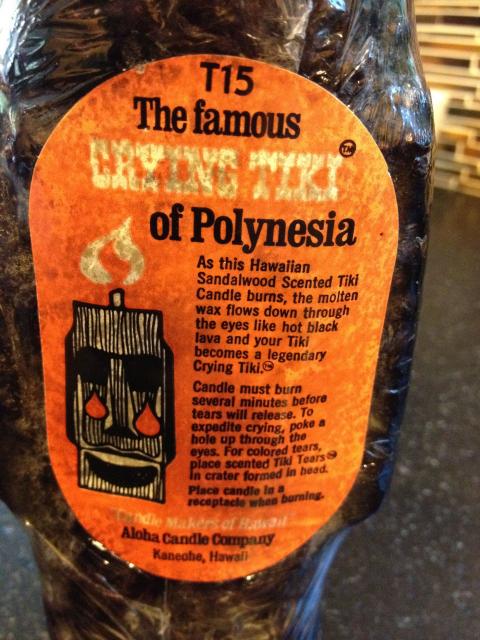 T15
The famous
CRYING TIKI™
of Polynesia
As this Hawaiian
Sandalwood Scented Tiki
Candle burns, the molten
wax flows down through
the eyes like hot black
lava and your Tiki
becomes a legendary
Crying Tiki.™
Candle must burn
several minutes before
tears will release. To
expedite crying, poke a
hole up through the
eyes. For colored tears,
place scented Tiki Tears™
in crater formed in head.
Place candle in a
receptacle when burning.
Candle Makers of Hawaii
Aloha Candle Company
Kaneohe, Hawaii